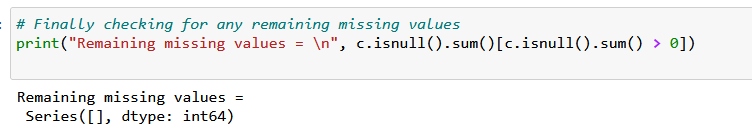 # Finally checking for any remaining missing values
print("Remaining missing values = \n", c.isnull().sum()[c.isnull().sum() > 0])
Remaining missing values =
Series([], dtype: int64)